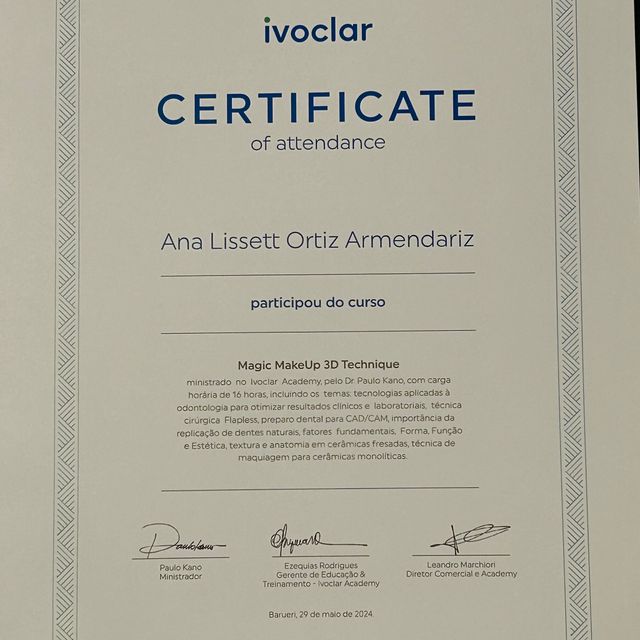 ivoclar
CERTIFICATE
of attendance
Ana Lissett Ortiz Armendariz
participou do curso
Magic MakeUp 3D Technique
ministrado no Ivoclar Academy, pelo Dr. Paulo Kano, com carga
horária de 16 horas, incluindo os temas: tecnologias aplicadas à
odontologia para otimizar resultados clínicos e laboratoriais, técnica
cirúrgica Flapless, preparo dental para CAD/CAM, importância da
replicação de dentes naturais, fatores fundamentais, Forma, Função
e Estética, textura e anatomia em cerâmicas fresadas, técnica de
maquiagem para cerâmicas monolíticas.
Paulo Kano
Ministrador
Ezequias Rodrigues
Gerente de Educação &
Treinamento - Ivoclar Academy
Leandro Marchiori
Diretor Comercial e Academy
Barueri, 29 de maio de 2024.